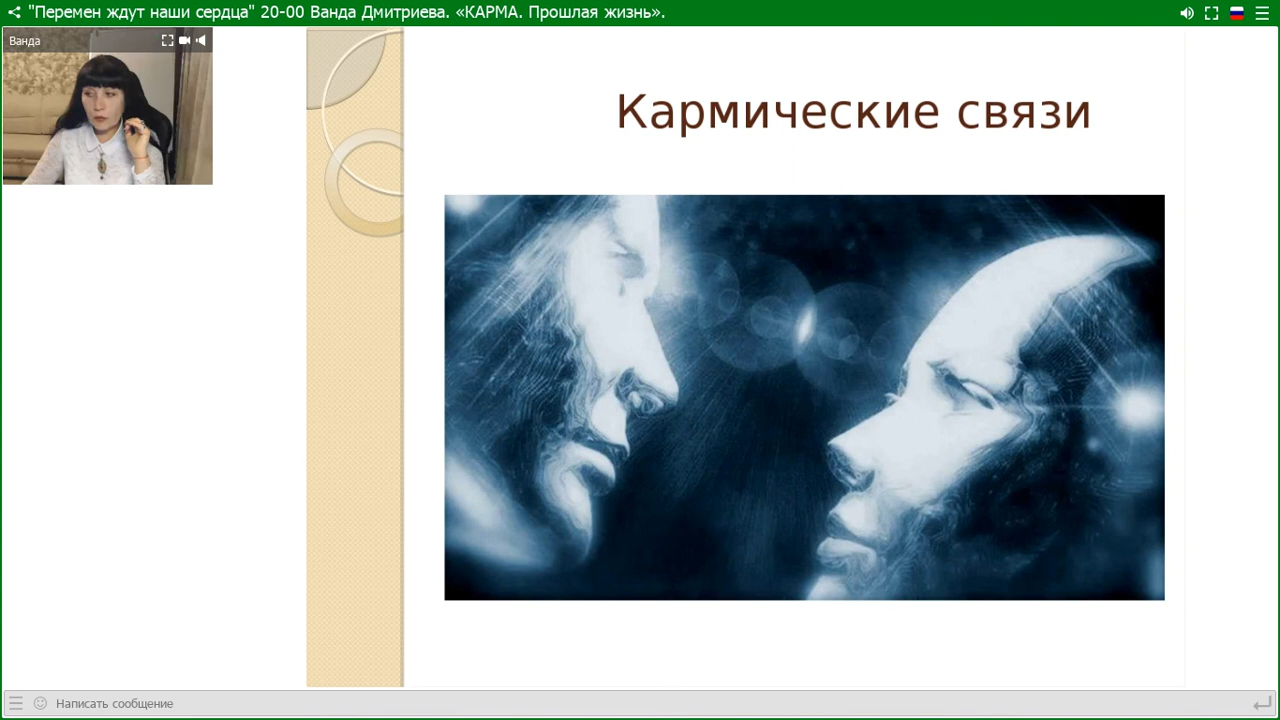 "Перемен ждут наши сердца" 20-00 Ванда Дмитриева. «КАРМА. Прошлая жизнь».
Ванда
Кармические связи
Написать сообщение